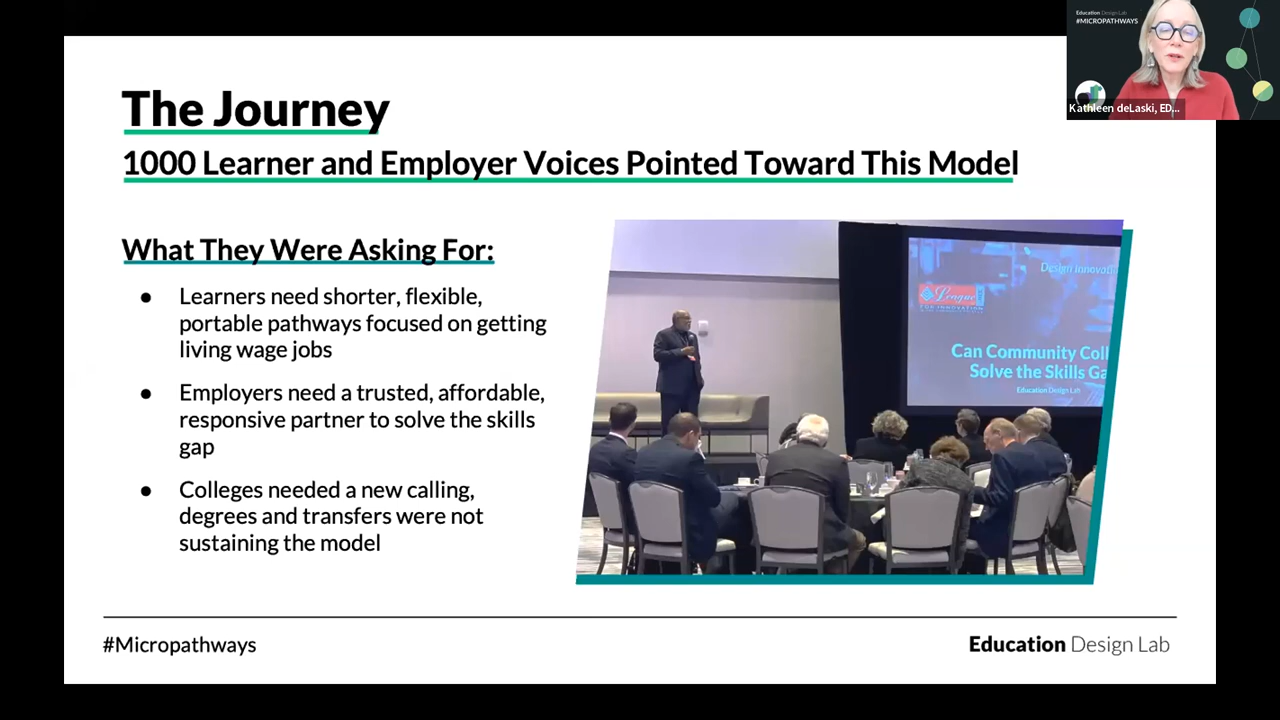 Education Design Lab
#MICROPATHWAYS
Kathleen deLaski, ED...
The Journey
1000 Learner and Employer Voices Pointed Toward This Model
What They Were Asking For:
● Learners need shorter, flexible,
portable pathways focused on getting
living wage jobs
● Employers need a trusted, affordable,
responsive partner to solve the skills
gap
● Colleges needed a new calling,
degrees and transfers were not
sustaining the model
Design Innovati
League
FOR INNOVATION
Can Community Coll
Solve the Skills Ga
Education Design Lab
#Micropathways
Education Design Lab